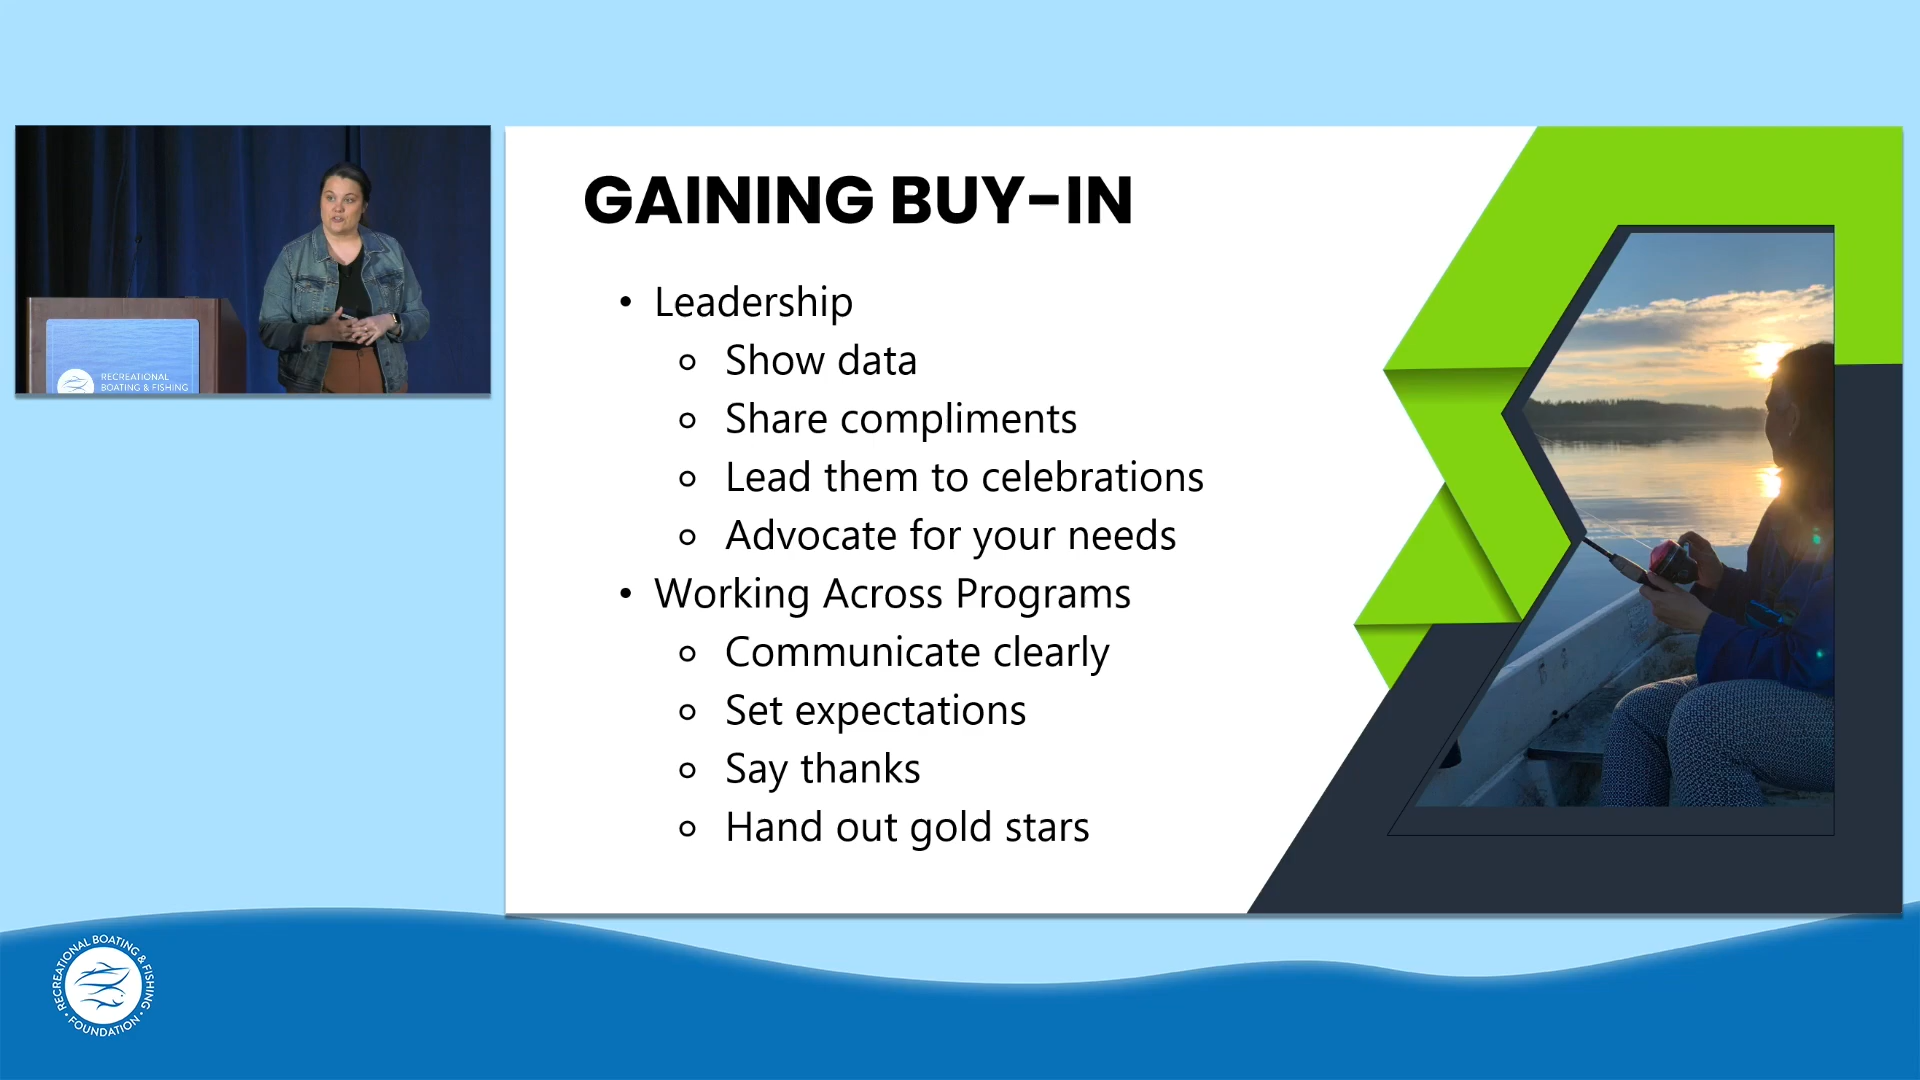 GAINING BUY-IN
• Leadership
Show data
Share compliments
Lead them to celebrations
Advocate for your needs
• Working Across Programs
Communicate clearly
Set expectations
Say thanks
Hand out gold stars
RECREATIONAL
BOATING & FISHING
RECREATIONAL BOATING & FISHING
• FOUNDATION •